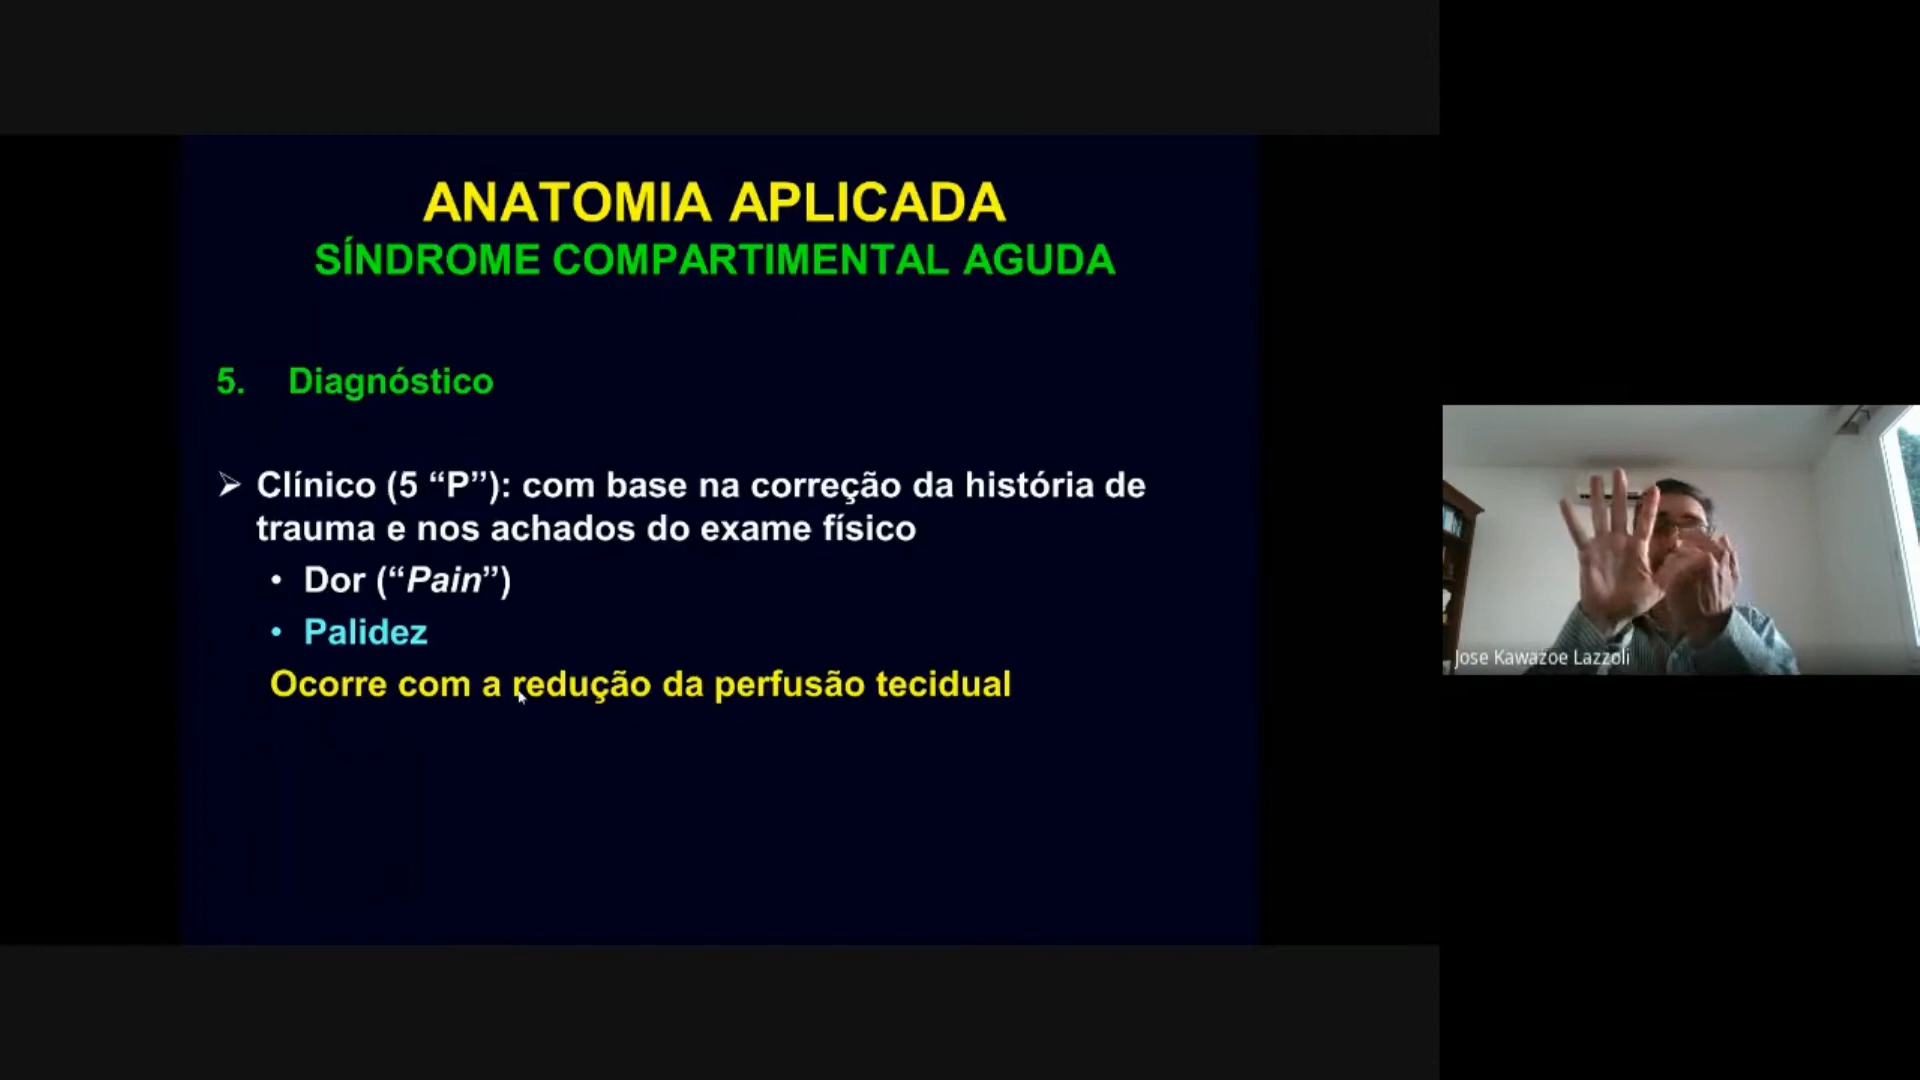 ANATOMIA APLICADA
SÍNDROME COMPARTIMENTAL AGUDA
5. Diagnóstico
➢ Clínico (5 “P”): com base na correção da história de
trauma e nos achados do exame físico
• Dor (“Pain”)
• Palidez
Ocorre com a redução da perfusão tecidual
Jose Kawazoe Lazzoli